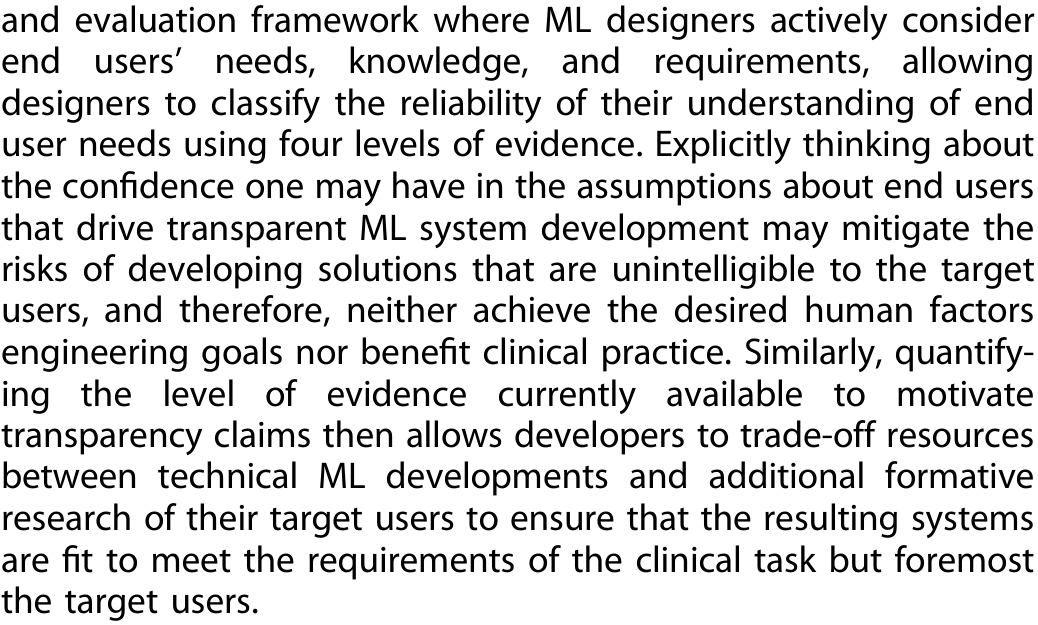 and evaluation framework where ML designers actively consider
end users’ needs, knowledge, and requirements, allowing
designers to classify the reliability of their understanding of end
user needs using four levels of evidence. Explicitly thinking about
the confidence one may have in the assumptions about end users
that drive transparent ML system development may mitigate the
risks of developing solutions that are unintelligible to the target
users, and therefore, neither achieve the desired human factors
engineering goals nor benefit clinical practice. Similarly, quantify-
ing the level of evidence currently available to motivate
transparency claims then allows developers to trade-off resources
between technical ML developments and additional formative
research of their target users to ensure that the resulting systems
are fit to meet the requirements of the clinical task but foremost
the target users.